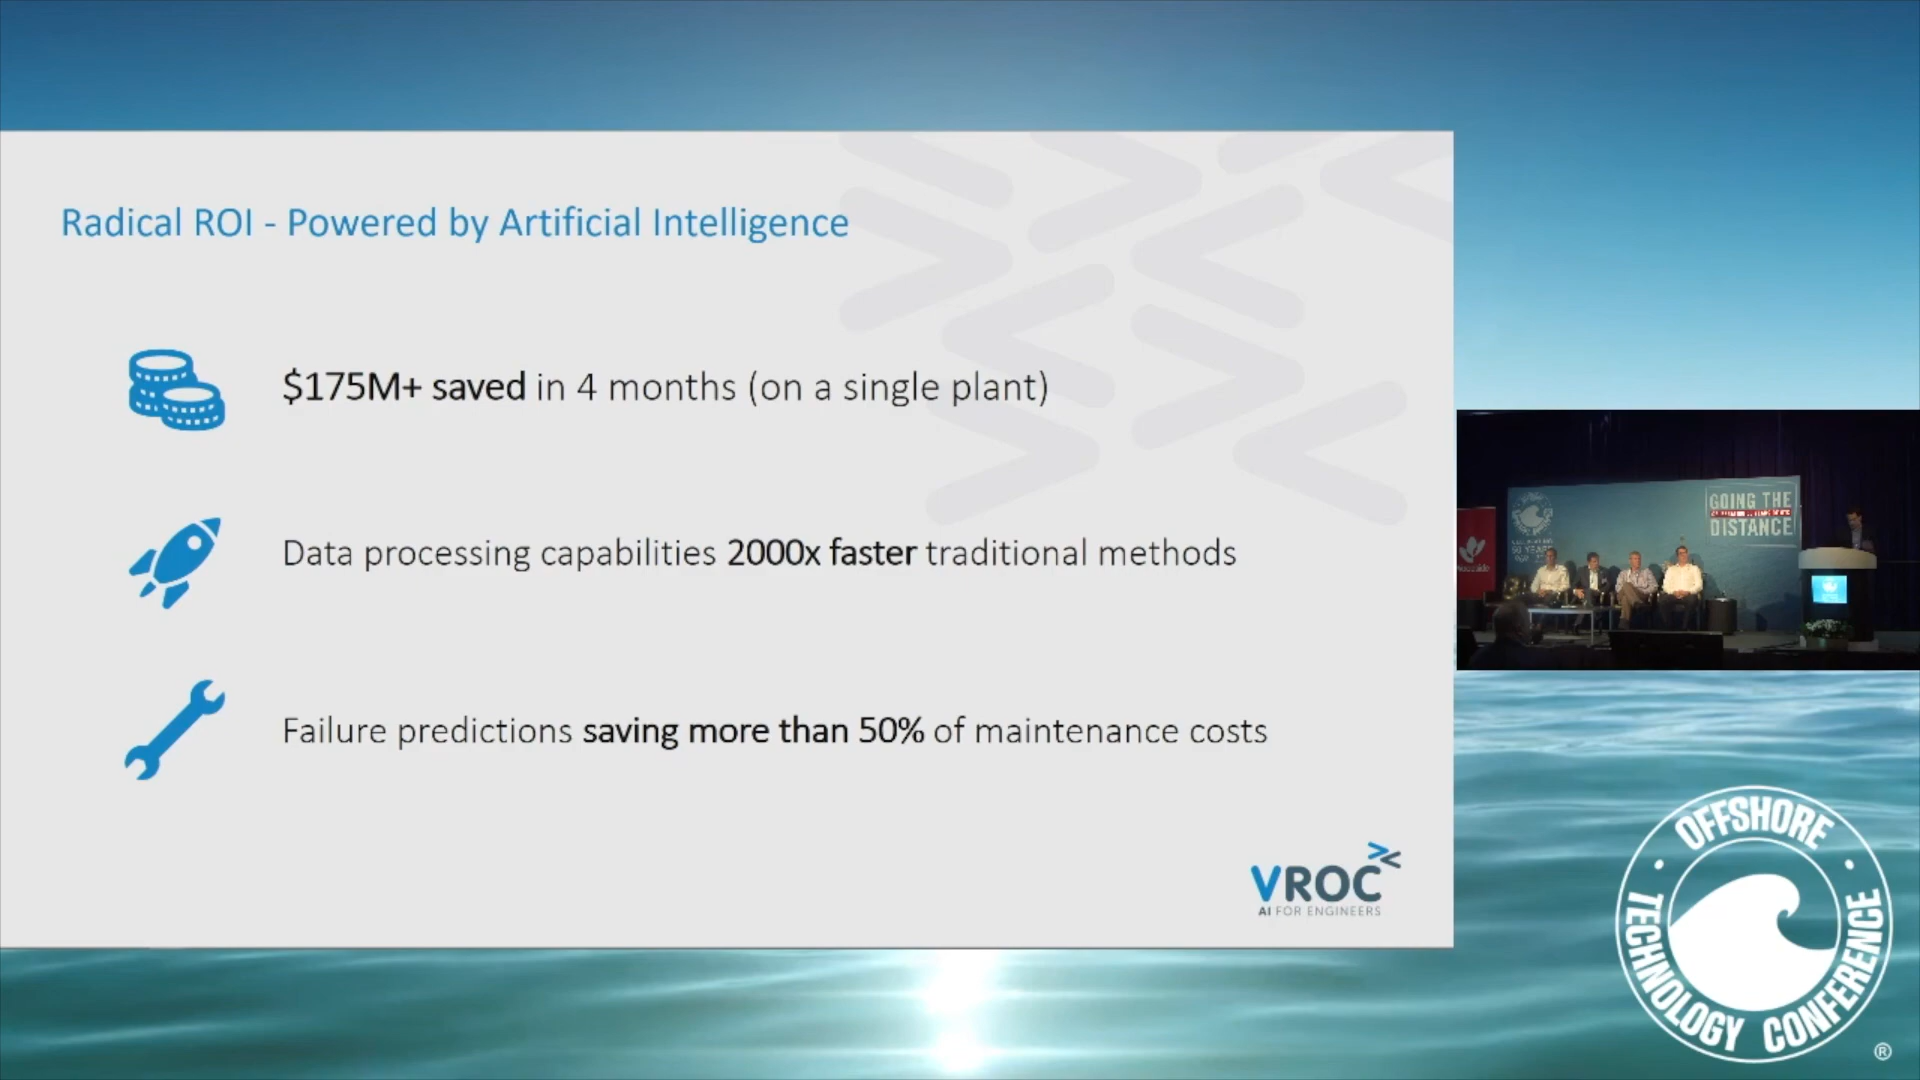 Radical ROI - Powered by Artificial Intelligence
$175M+ saved in 4 months (on a single plant)
Data processing capabilities 2000x faster traditional methods
Failure predictions saving more than 50% of maintenance costs
VROC
AI FOR ENGINEERS
GOING THE
DISTANCE
OFFSHORE
TECHNOLOGY CONFERENCE
®